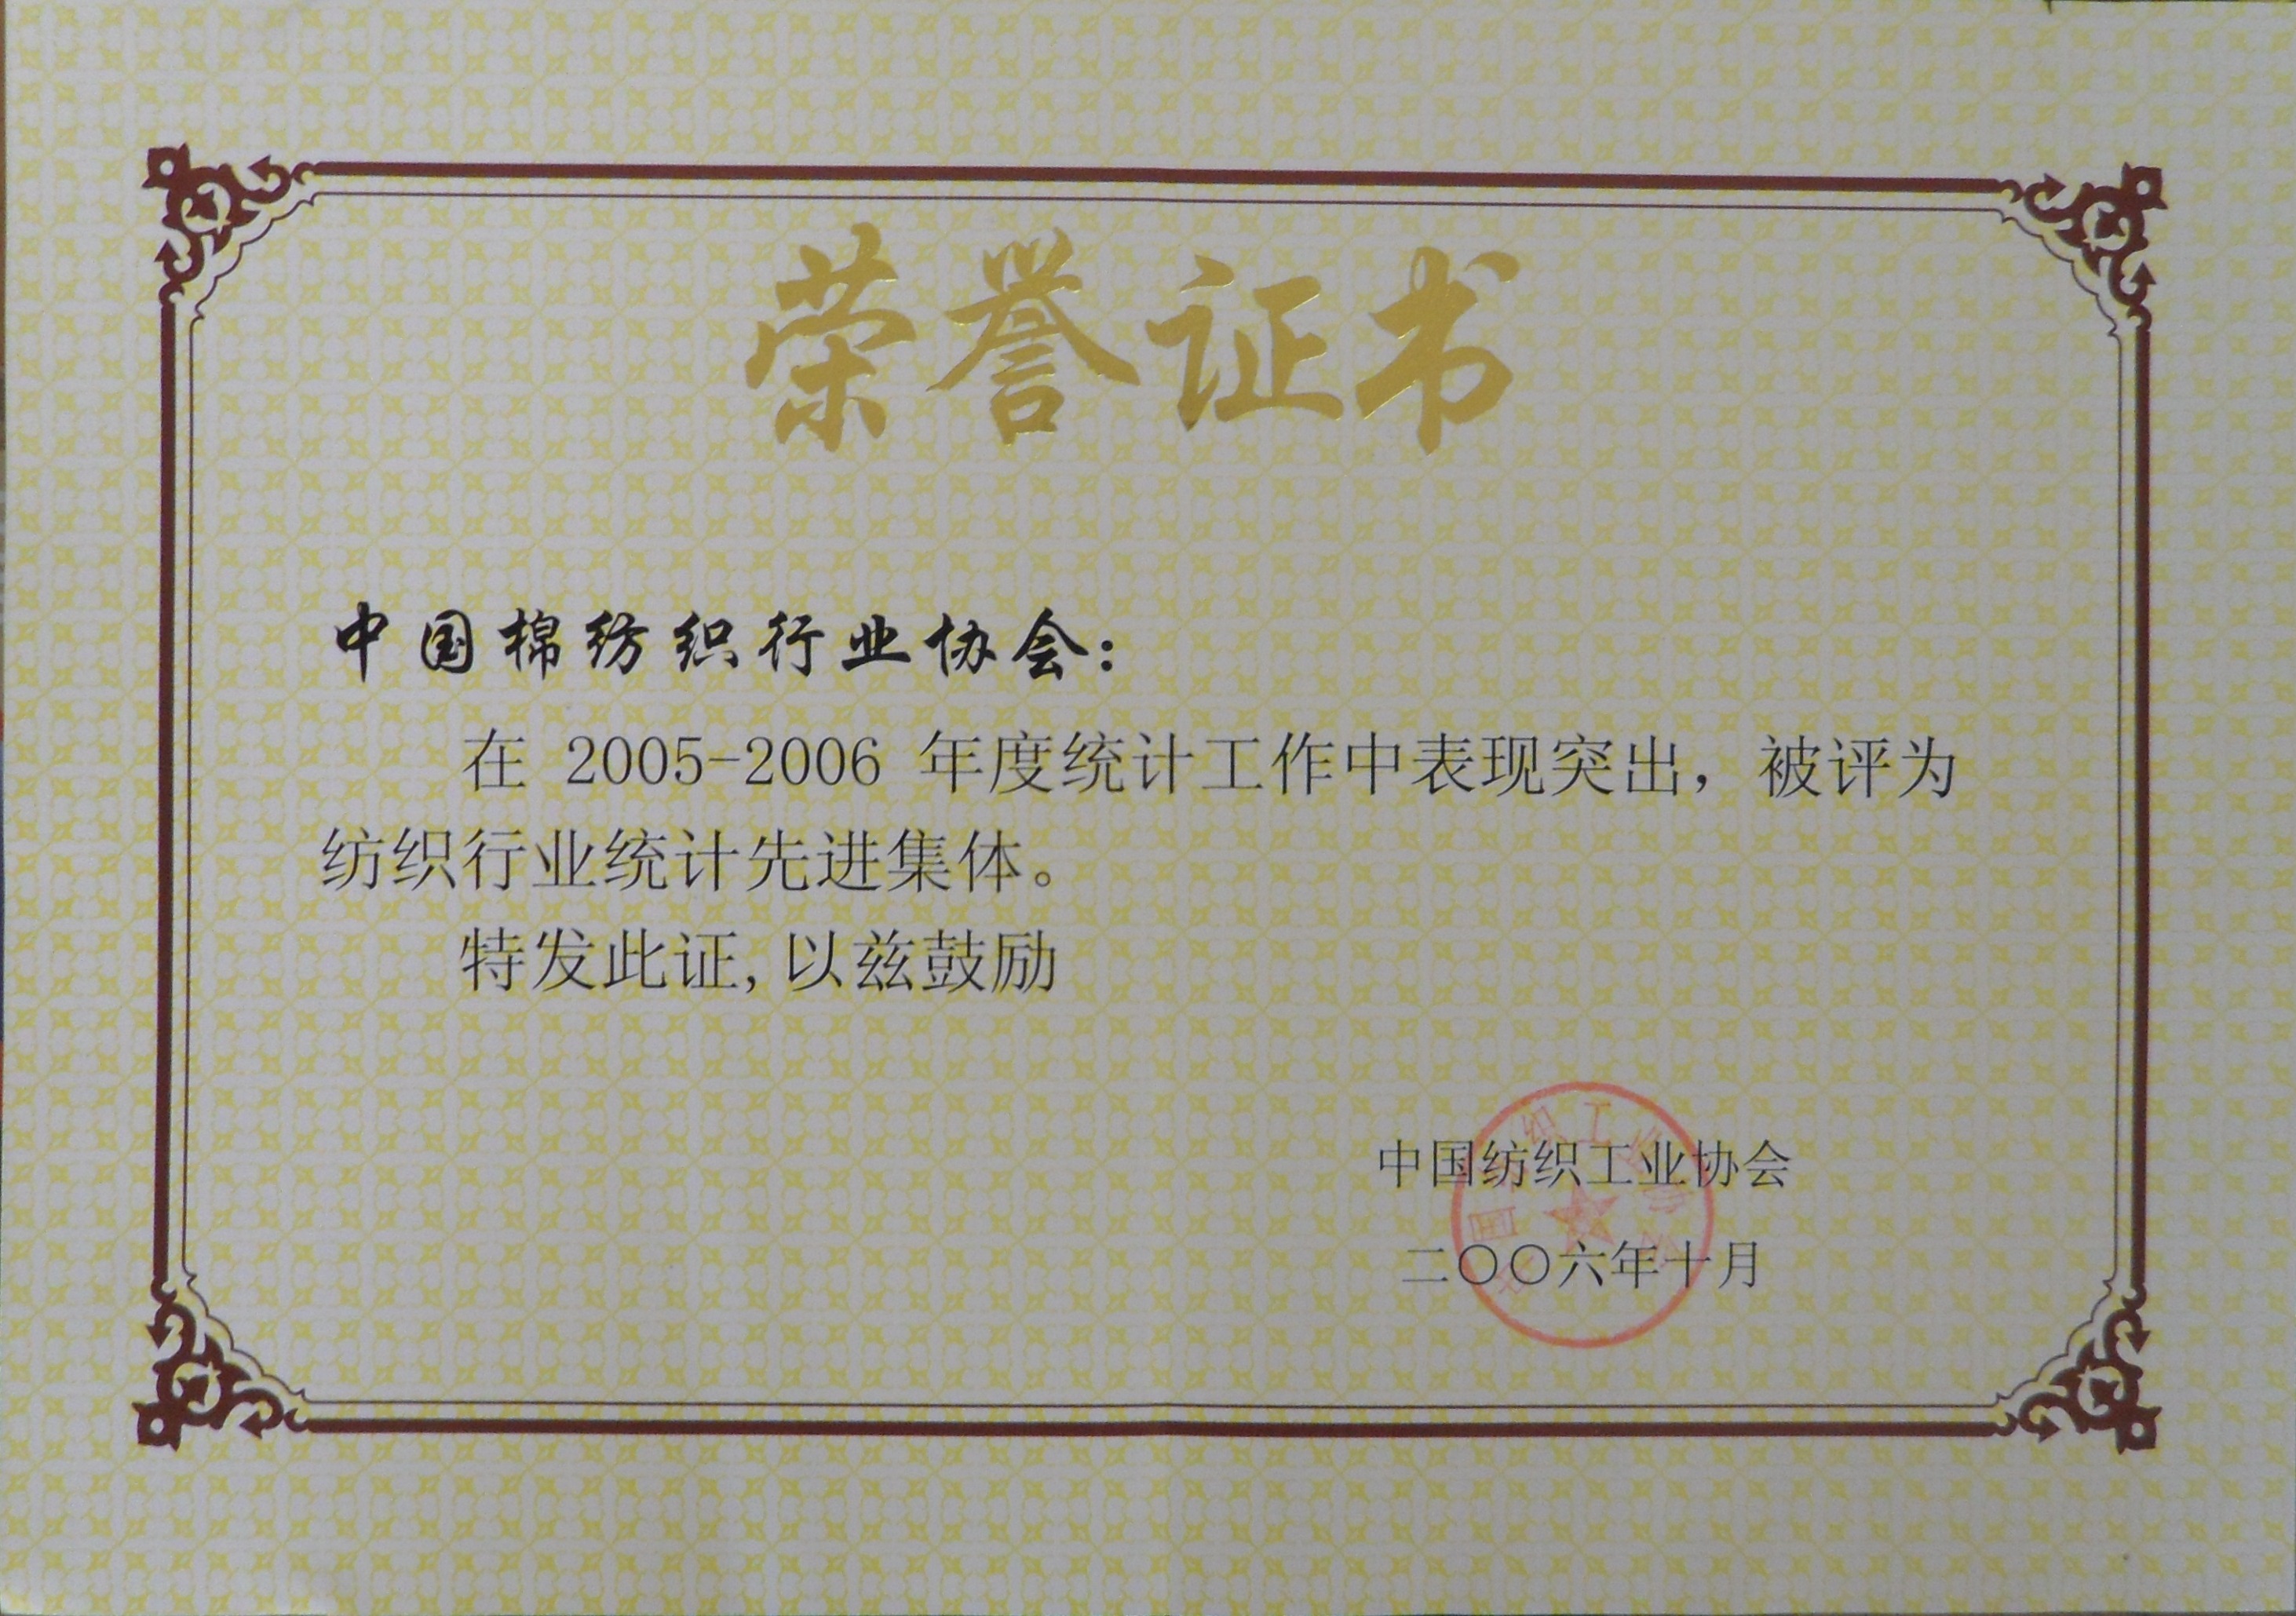 荣誉证书
中国棉纺织行业协会：
在 2005-2006 年度统计工作中表现突出，被评为
纺织行业统计先进集体。
特发此证,以兹鼓励
中国纺织工业协会
二〇〇六年十月